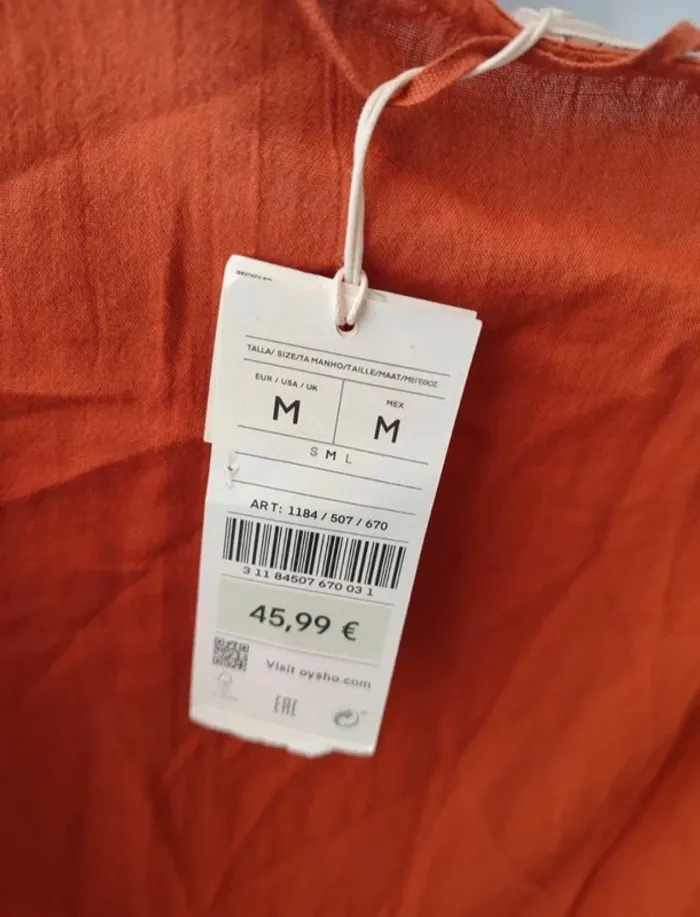 TALLA/ SIZE/TAMANHO/TAILLE/MAAT/ΜΕΓΕΘΟΣ
EUR / USA / UK
M
MEX
M
S M L
ART: 1184 / 507 / 670
3 11 84507 670 03 1
45,99 €
Visit oysho.com
EAC